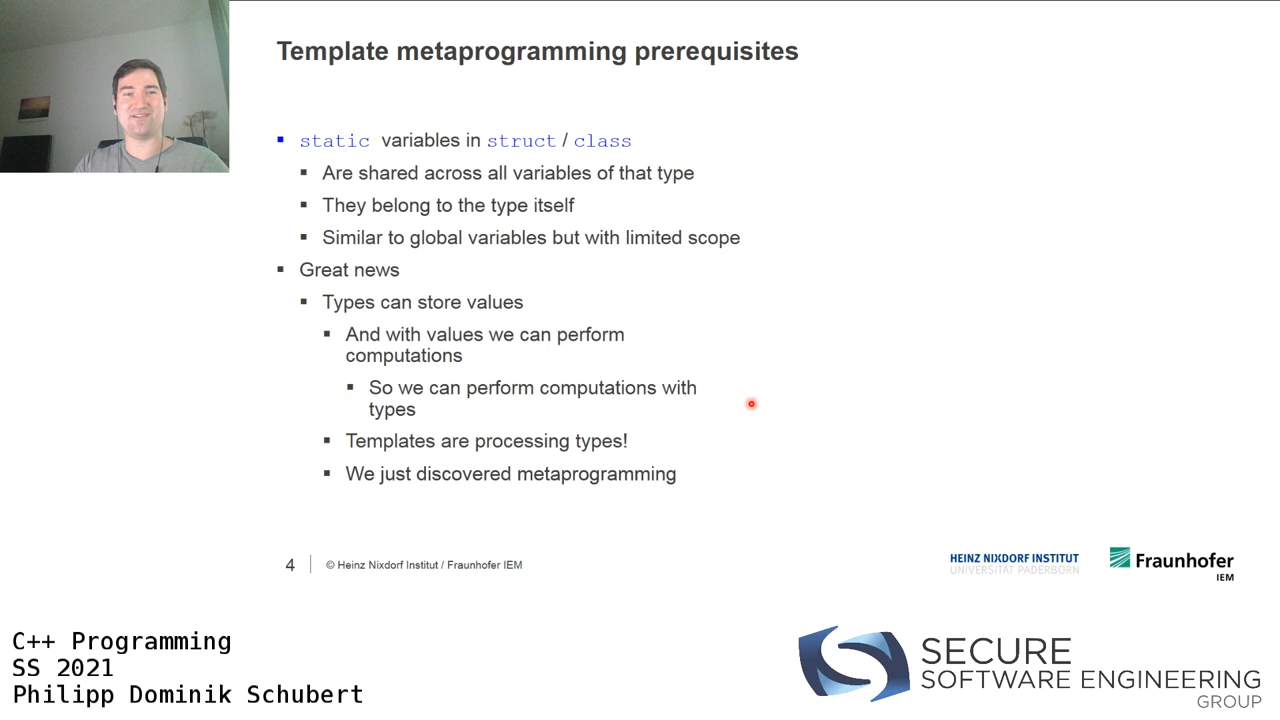 Template metaprogramming prerequisites
static variables in struct / class
Are shared across all variables of that type
They belong to the type itself
Similar to global variables but with limited scope
Great news
Types can store values
And with values we can perform
computations
So we can perform computations with
types
Templates are processing types!
We just discovered metaprogramming
4
© Heinz Nixdorf Institut / Fraunhofer IEM
HEINZ NIXDORF INSTITUT
UNIVERSITÄT PADERBORN
Fraunhofer
IEM
C++ Programming
SS 2021
Philipp Dominik Schubert
SECURE
SOFTWARE ENGINEERING
GROUP